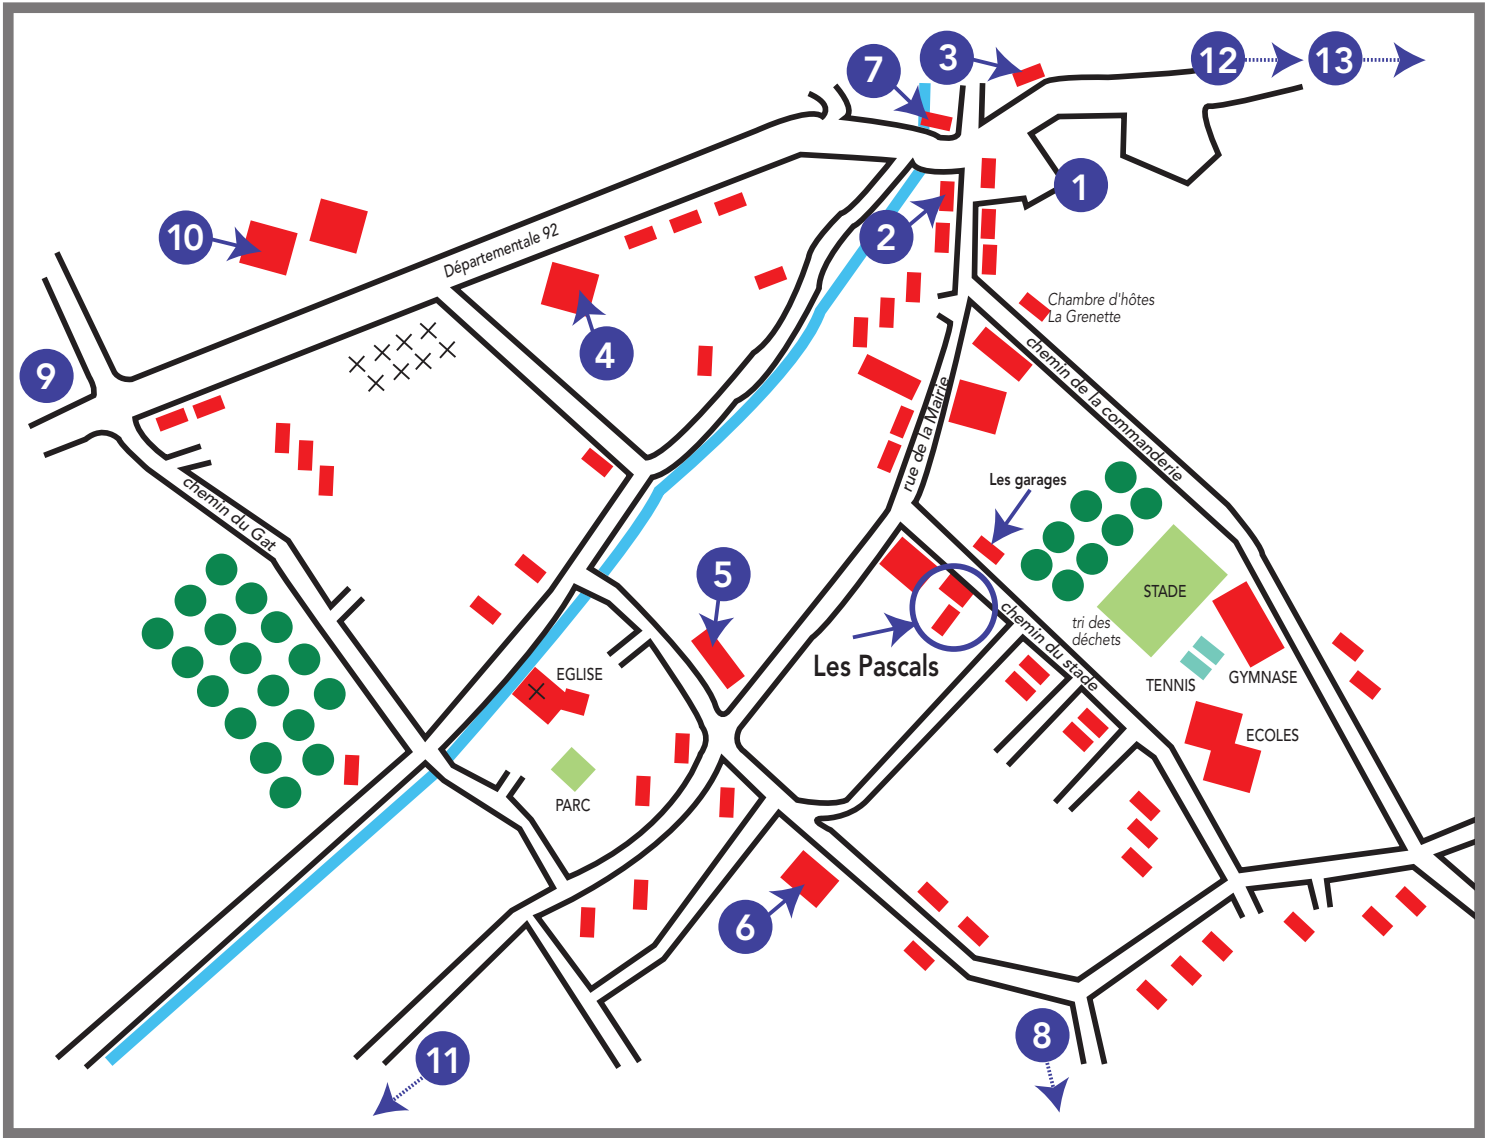 3
7
12
13
1
10
2
Départementale 92
Chambre d'hôtes
La Grenette
4
9
chemin de la commanderie
rue de la Mairie
Les garages
chemin du Gat
5
STADE
tri des
déchets
chemin du stade
Les Pascals
EGLISE
TENNIS
GYMNASE
ECOLES
PARC
6
8
11